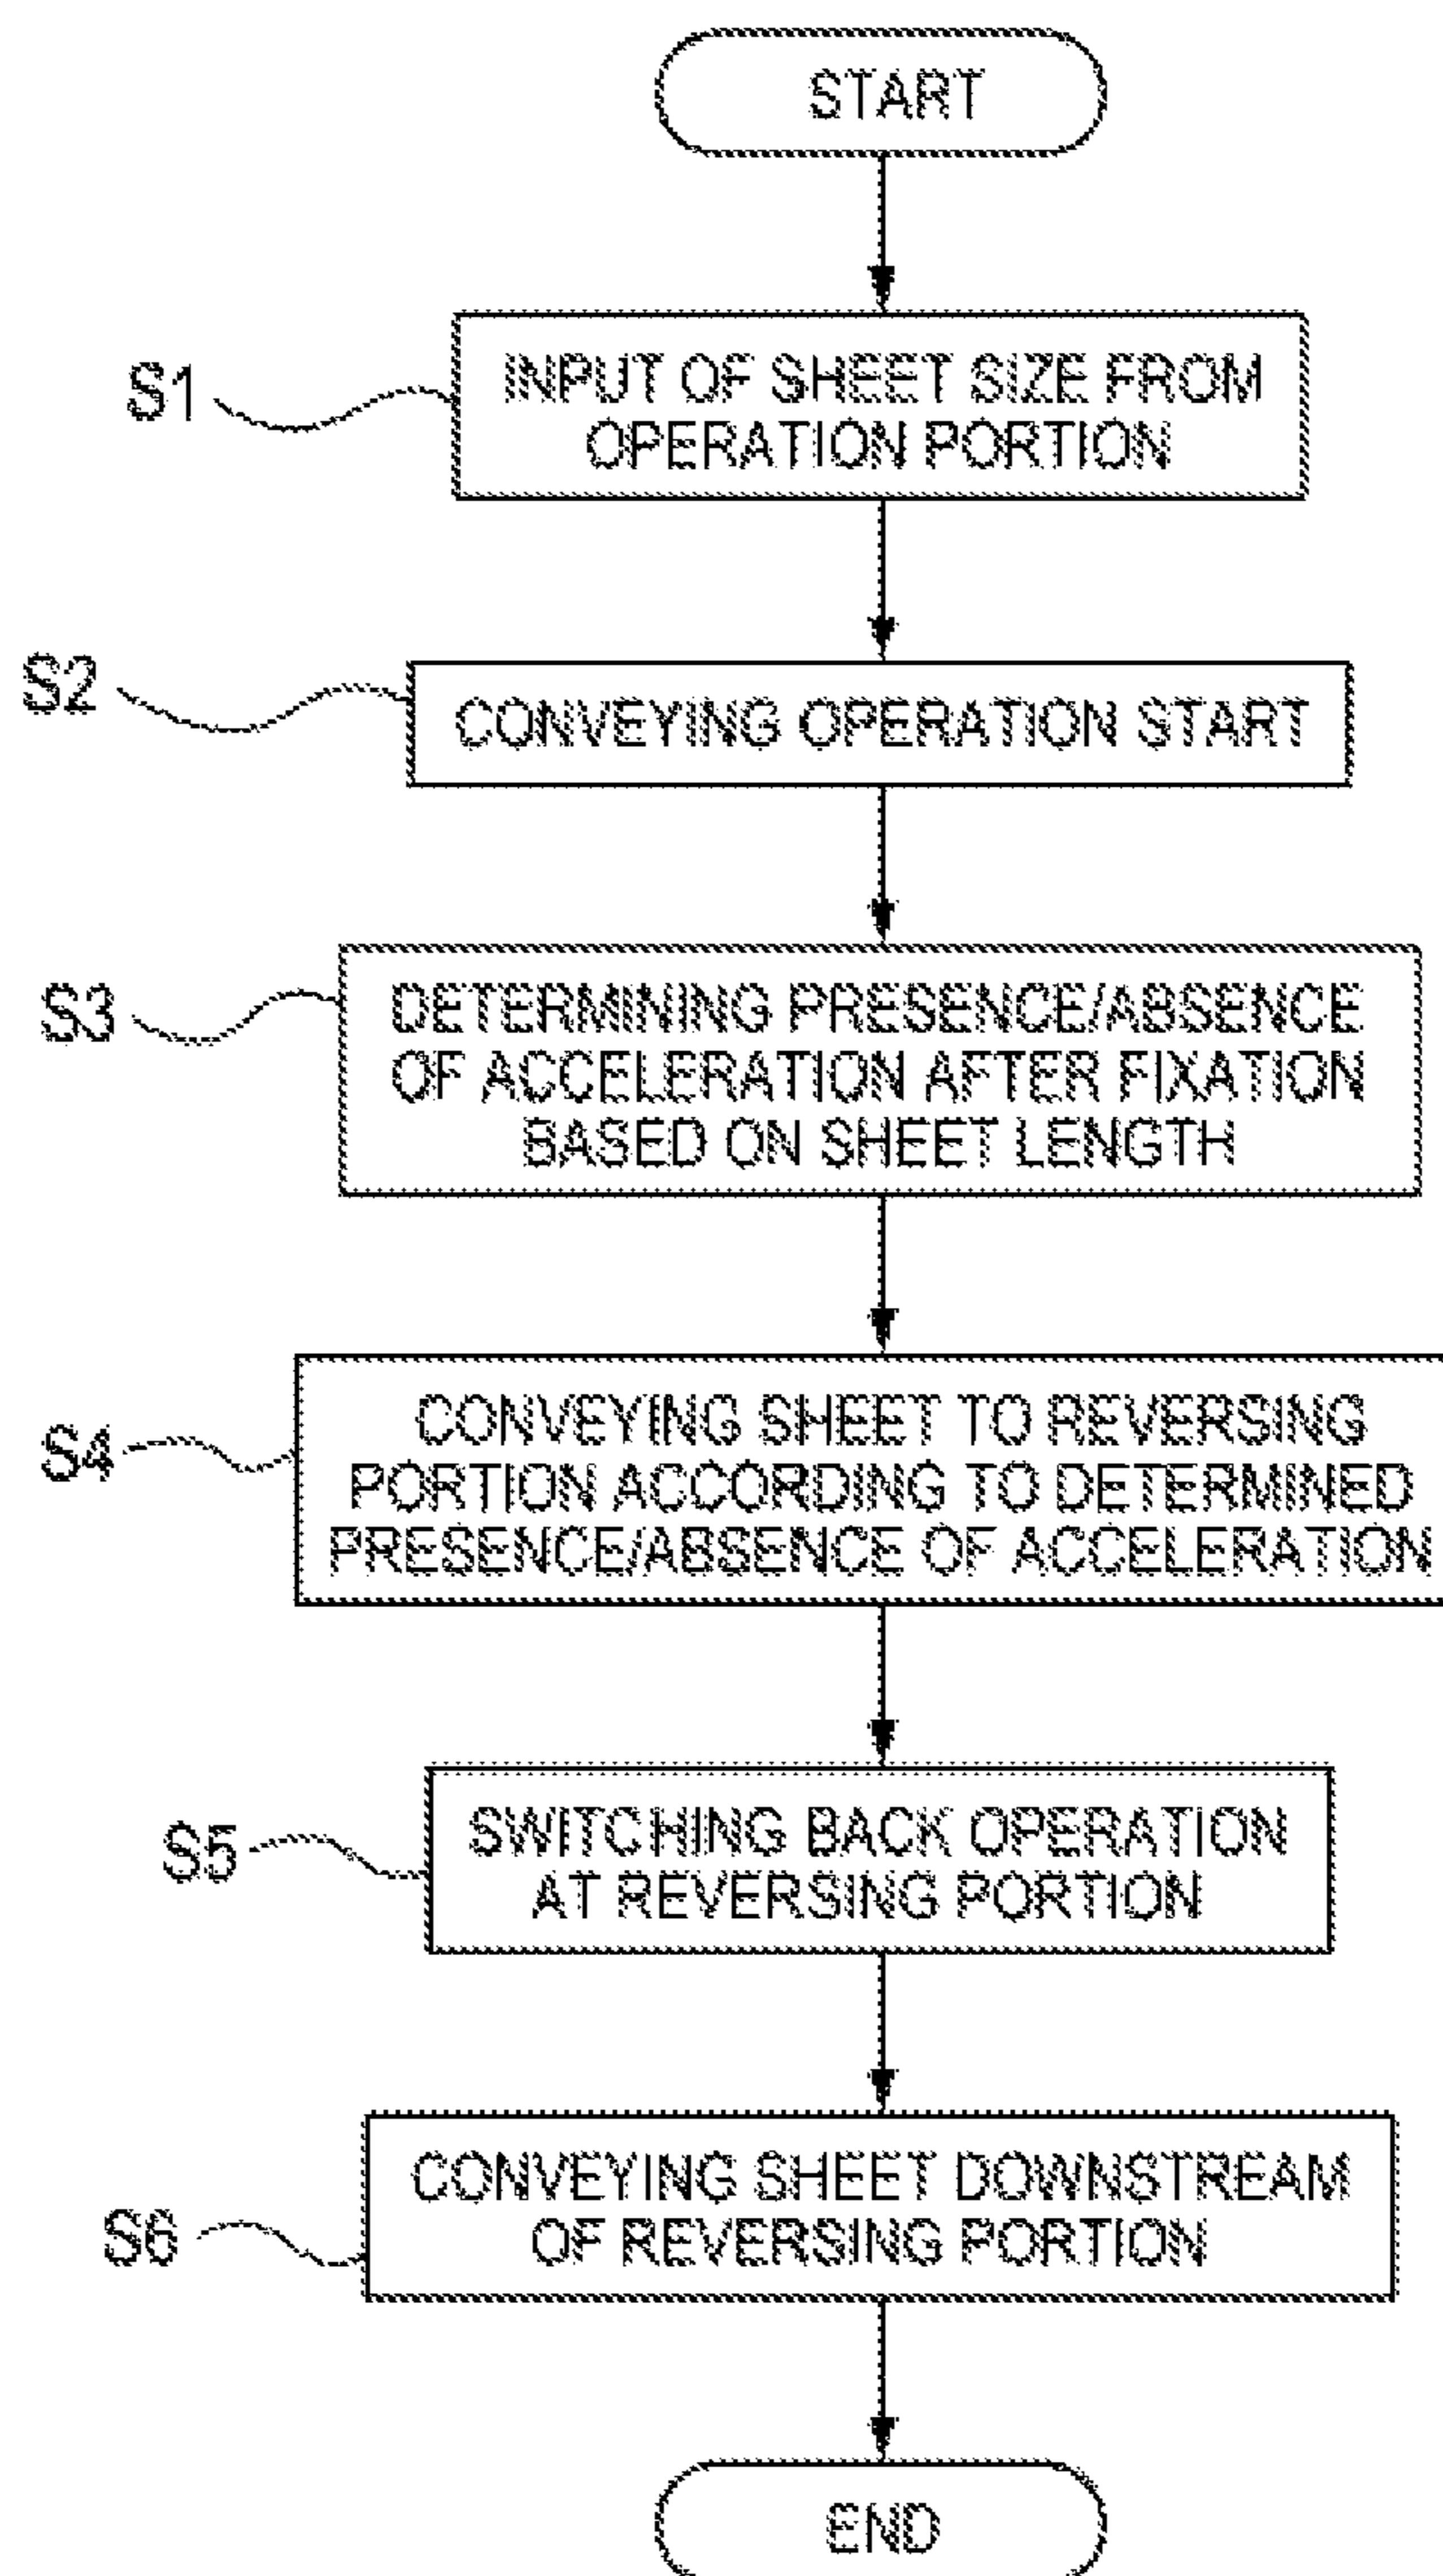 START
S1
INPUT OF SHEET SIZE FROM
OPERATION PORTION
S2
CONVEYING OPERATION START
S3
DETERMINING PRESENCE/ABSENCE
OF ACCELERATION AFTER FIXATION
BASED ON SHEET LENGTH
S4
CONVEYING SHEET TO REVERSING
PORTION ACCORDING TO DETERMINED
PRESENCE/ABSENCE OF ACCELERATION
S5
SWITCHING BACK OPERATION
AT REVERSING PORTION
S6
CONVEYING SHEET DOWNSTREAM
OF REVERSING PORTION
END